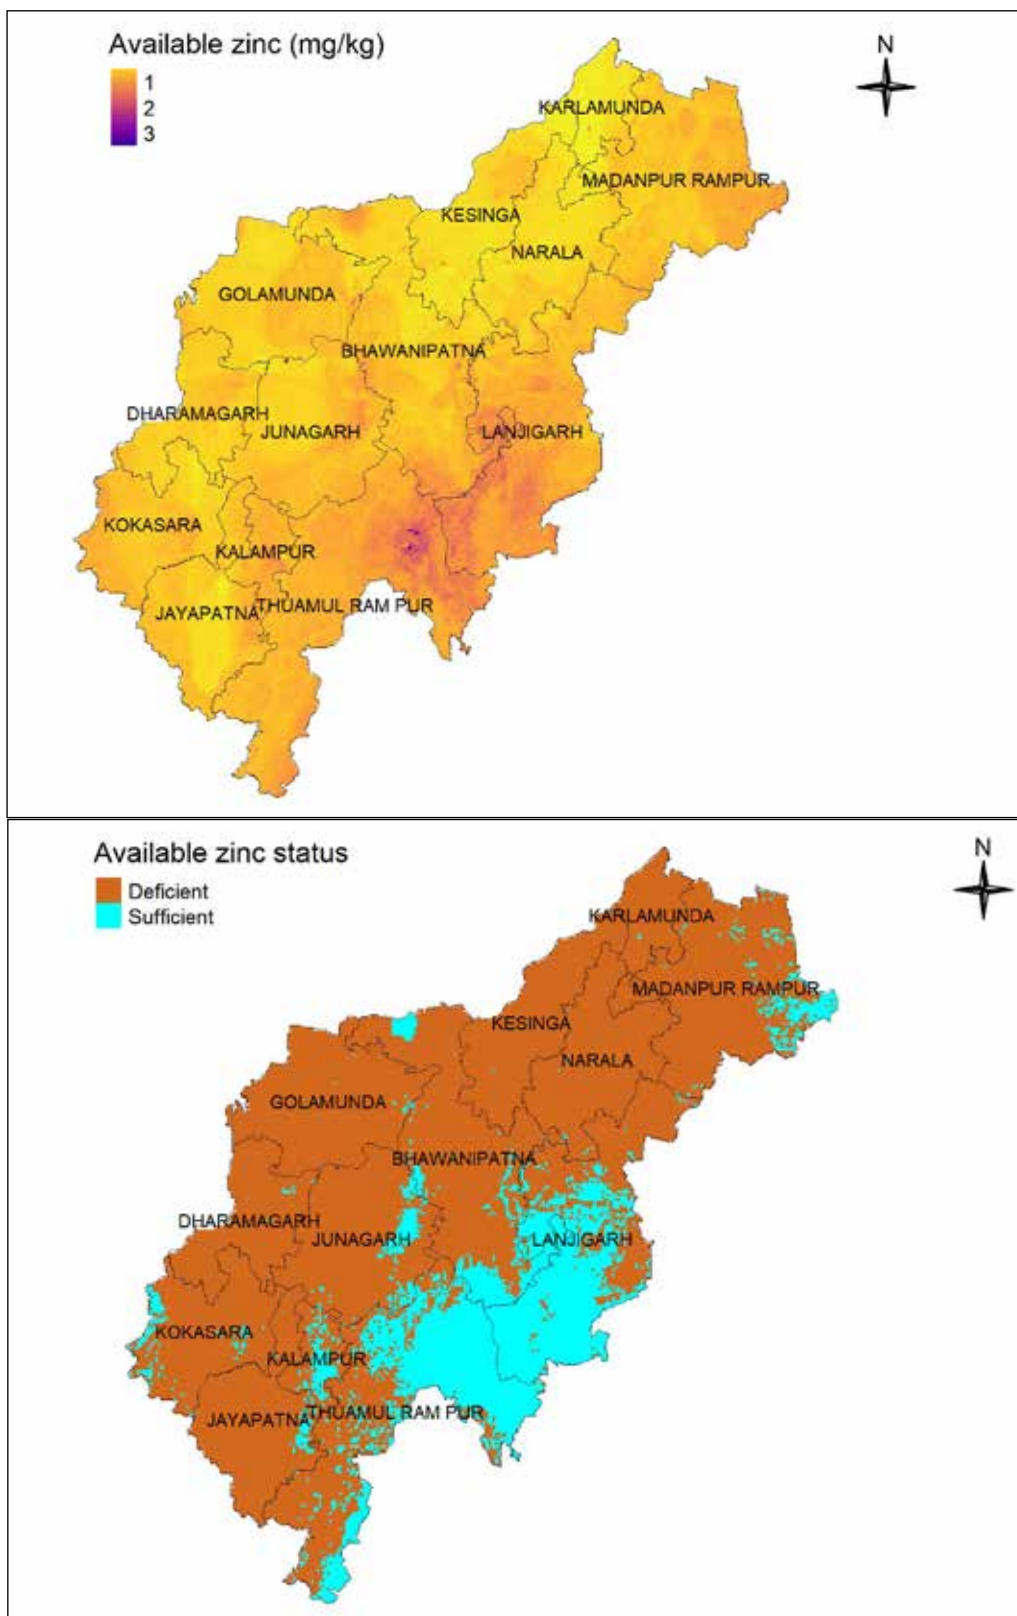 Available zinc (mg/kg)
N
1
2
3
KARLAMUNDA
MADANPUR RAMPUR
KESINGA
NARALA
GOLAMUNDA
BHAWANIPATNA
DHARAMAGARH
JUNAGARH
LANJIGARH
KOKASARA
KALAMPUR
JAYAPATNA
THUAMUL RAM PUR
Available zinc status
N
Deficient
Sufficient
KARLAMUNDA
MADANPUR RAMPUR
KESINGA
NARALA
GOLAMUNDA
BHAWANIPATNA
DHARAMAGARH
JUNAGARH
LANJIGARH
KOKASARA
KALAMPUR
JAYAPATNA
THUAMUL RAM PUR